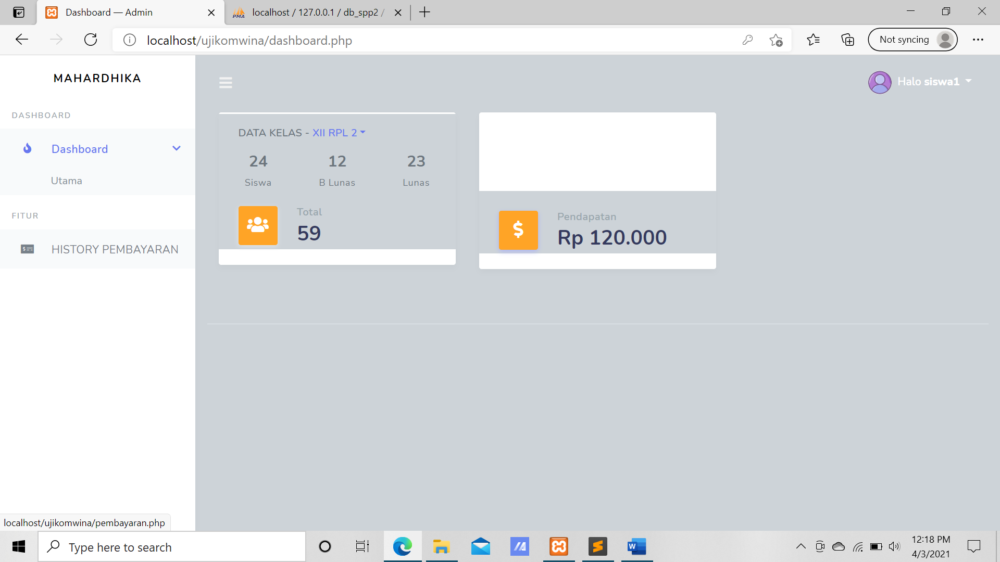 Dashboard — Admin
localhost / 127.0.0.1 / db_spp2 /
localhost/ujikomwina/dashboard.php
Not syncing
MAHARDHIKA
Halo siswa1
DASHBOARD
Dashboard
Utama
FITUR
HISTORY PEMBAYARAN
DATA KELAS - XII RPL 2
24 12 23
Siswa B Lunas Lunas
Total
59
Pendapatan
Rp 120.000
localhost/ujikomwina/pembayaran.php
Type here to search
12:18 PM
4/3/2021